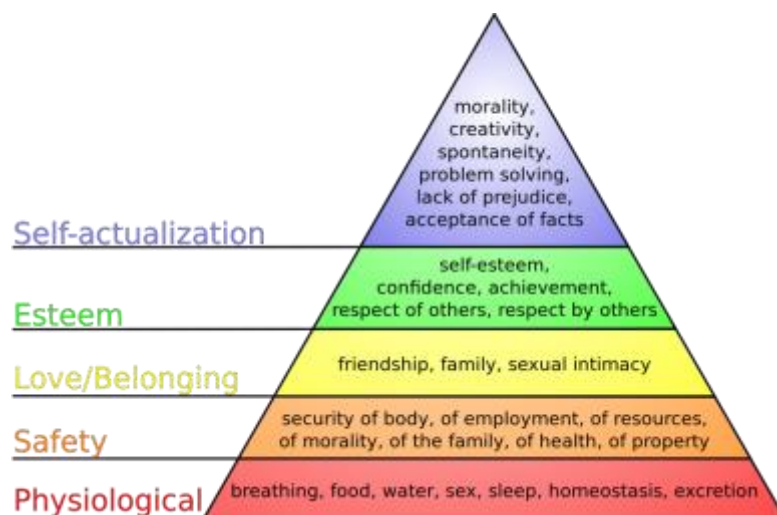 morality,
creativity,
spontaneity,
problem solving,
lack of prejudice,
acceptance of facts
Self-actualization
self-esteem,
confidence, achievement,
respect of others, respect by others
Esteem
friendship, family, sexual intimacy
Love/Belonging
security of body, of employment, of resources,
of morality, of the family, of health, of property
Safety
breathing, food, water, sex, sleep, homeostasis, excretion
Physiological